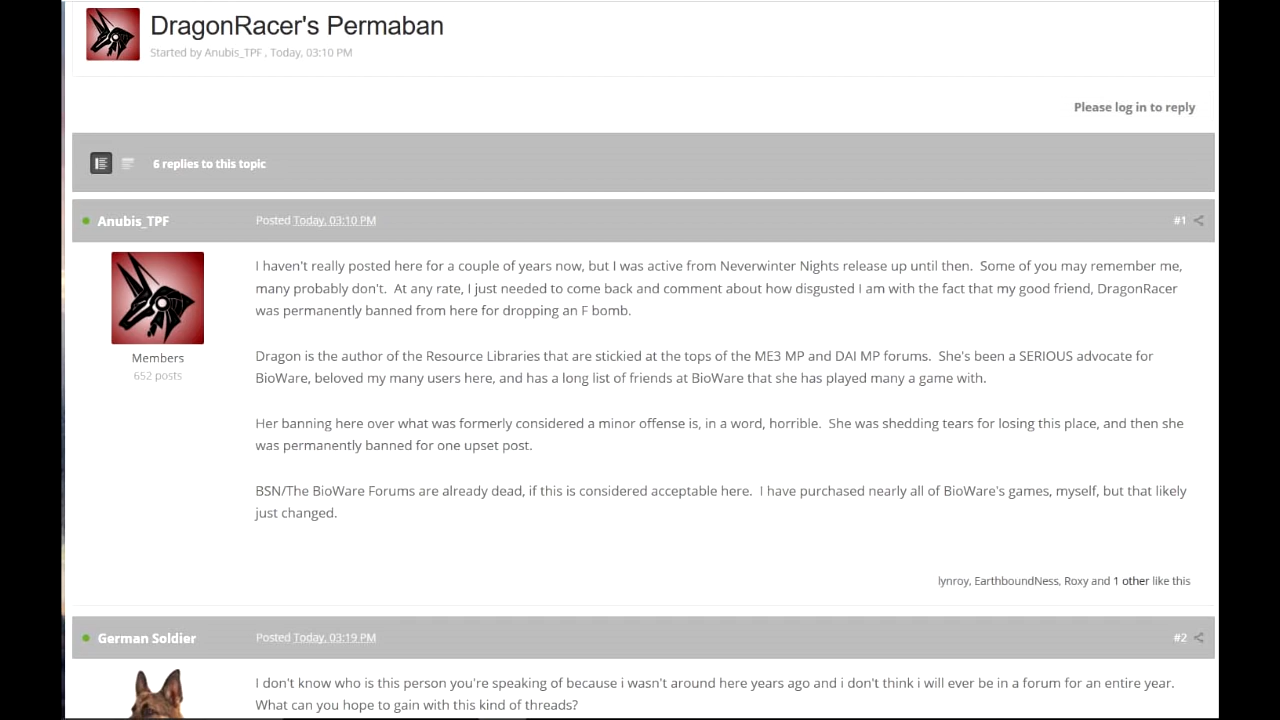 DragonRacer's Permaban
Started by Anubis_TPF , Today, 03:10 PM
Please log in to reply
6 replies to this topic
Anubis_TPF
Posted Today, 03:10 PM
#1
Members
652 posts
I haven't really posted here for a couple of years now, but I was active from Neverwinter Nights release up until then.  Some of you may remember me,
many probably don't.  At any rate, I just needed to come back and comment about how disgusted I am with the fact that my good friend, DragonRacer
was permanently banned from here for dropping an F bomb.
Dragon is the author of the Resource Libraries that are stickied at the tops of the ME3 MP and DAI MP forums.  She's been a SERIOUS advocate for
BioWare, beloved my many users here, and has a long list of friends at BioWare that she has played many a game with.
Her banning here over what was formerly considered a minor offense is, in a word, horrible.  She was shedding tears for losing this place, and then she
was permanently banned for one upset post.
BSN/The BioWare Forums are already dead, if this is considered acceptable here.  I have purchased nearly all of BioWare's games, myself, but that likely
just changed.
lynroy, EarthboundNess, Roxy and 1 other like this
German Soldier
Posted Today, 03:19 PM
#2
I don't know who is this person you're speaking of because i wasn't around here years ago and i don't think i will ever be in a forum for an entire year.
What can you hope to gain with this kind of threads?